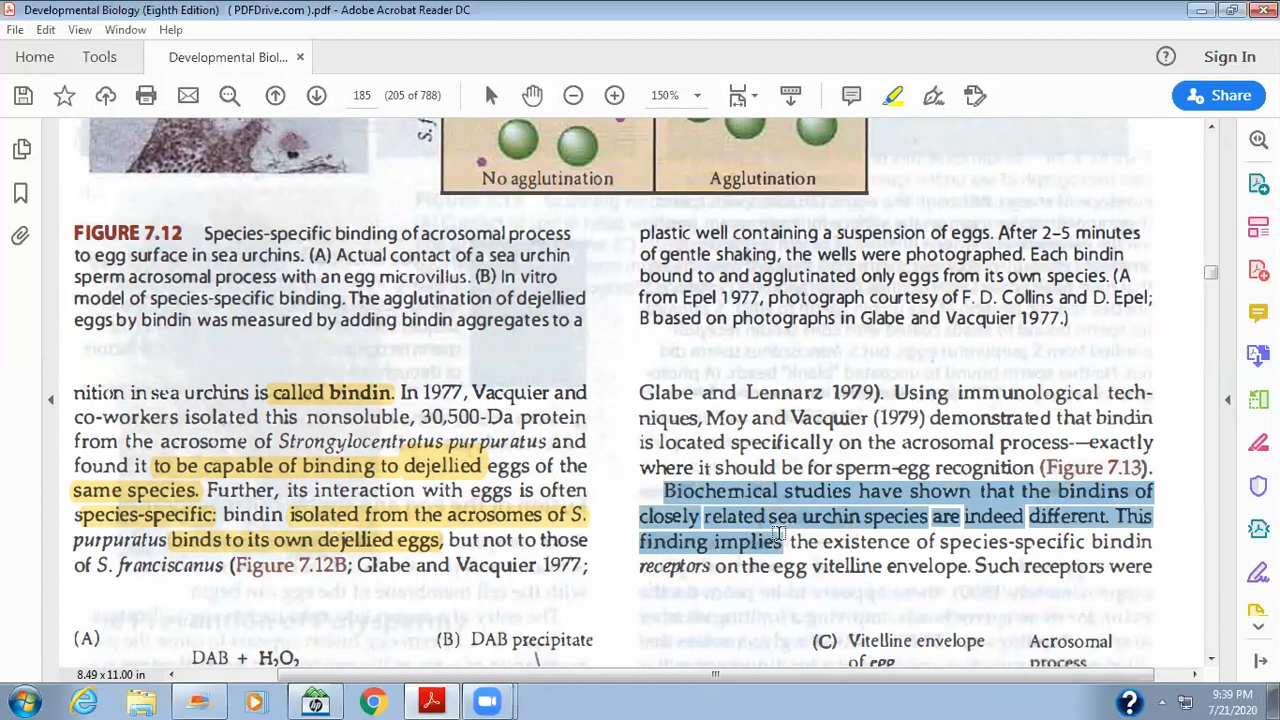 Developmental Biology (Eighth Edition) ( PDFDrive.com ).pdf - Adobe Acrobat Reader DC
File Edit View Window Help
Home Tools Developmental Biol... × Sign In
185 (205 of 788) 150% Share
No agglutination Agglutination
FIGURE 7.12 Species-specific binding of acrosomal process
to egg surface in sea urchins. (A) Actual contact of a sea urchin
sperm acrosomal process with an egg microvillus. (B) In vitro
model of species-specific binding. The agglutination of dejellied
eggs by bindin was measured by adding bindin aggregates to a
plastic well containing a suspension of eggs. After 2–5 minutes
of gentle shaking, the wells were photographed. Each bindin
bound to and agglutinated only eggs from its own species. (A
from Epel 1977, photograph courtesy of F. D. Collins and D. Epel;
B based on photographs in Glabe and Vacquier 1977.)
nition in sea urchins is called bindin. In 1977, Vacquier and
co-workers isolated this nonsoluble, 30,500-Da protein
from the acrosome of Strongylocentrotus purpuratus and
found it to be capable of binding to dejellied eggs of the
same species. Further, its interaction with eggs is often
species-specific: bindin isolated from the acrosomes of S.
purpuratus binds to its own dejellied eggs, but not to those
of S. franciscanus (Figure 7.12B; Glabe and Vacquier 1977;
Glabe and Lennarz 1979). Using immunological tech-
niques, Moy and Vacquier (1979) demonstrated that bindin
is located specifically on the acrosomal process—exactly
where it should be for sperm-egg recognition (Figure 7.13).
Biochemical studies have shown that the bindins of
closely related sea urchin species are indeed different. This
finding implies the existence of species-specific bindin
receptors on the egg vitelline envelope. Such receptors were
(A) (B) DAB precipitate (C) Vitelline envelope Acrosomal
DAB + H₂O₂ of egg process
8.49 x 11.00 in
9:39 PM
7/21/2020